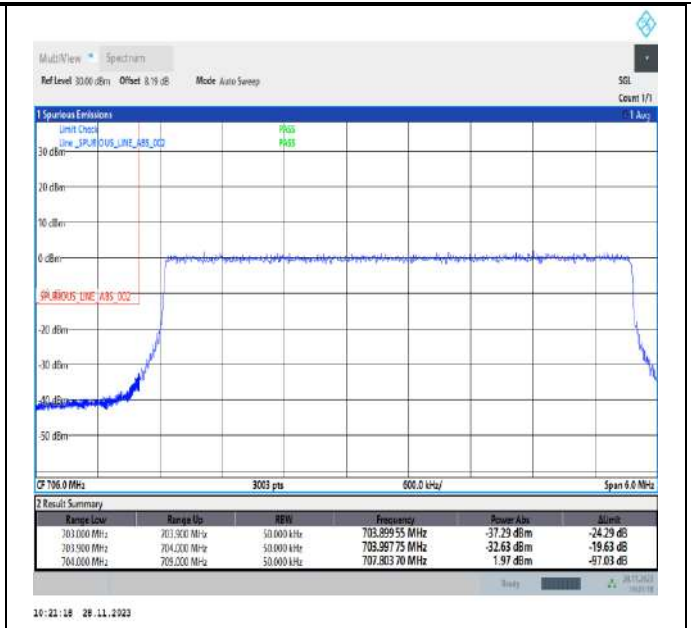 MultiView Spectrum
Ref Level 30.00 dBm Offset 8.19 dB Mode Auto Sweep SGL
Count 1/1
1 Spurious Emissions 1 Avg
Limit Check PASS
Line _SPURIOUS_LINE_ABS_002 PASS
30 dBm
20 dBm
10 dBm
0 dBm
SPURIOUS_LINE_ABS_002
-20 dBm
-30 dBm
-40 dBm
-50 dBm
CF 706.0 MHz 3003 pts 600.0 kHz/ Span 6.0 MHz
2 Result Summary
Range Low Range Up RBW Frequency Power Abs ΔLimit
703.000 MHz 703.900 MHz 50.000 kHz 703.899 55 MHz -37.29 dBm -24.29 dB
703.900 MHz 704.000 MHz 50.000 kHz 703.997 75 MHz -32.63 dBm -19.63 dB
704.000 MHz 709.000 MHz 50.000 kHz 707.803 70 MHz 1.97 dBm -97.03 dB
Ready 28.11.2023
10:21:18 28.11.2023